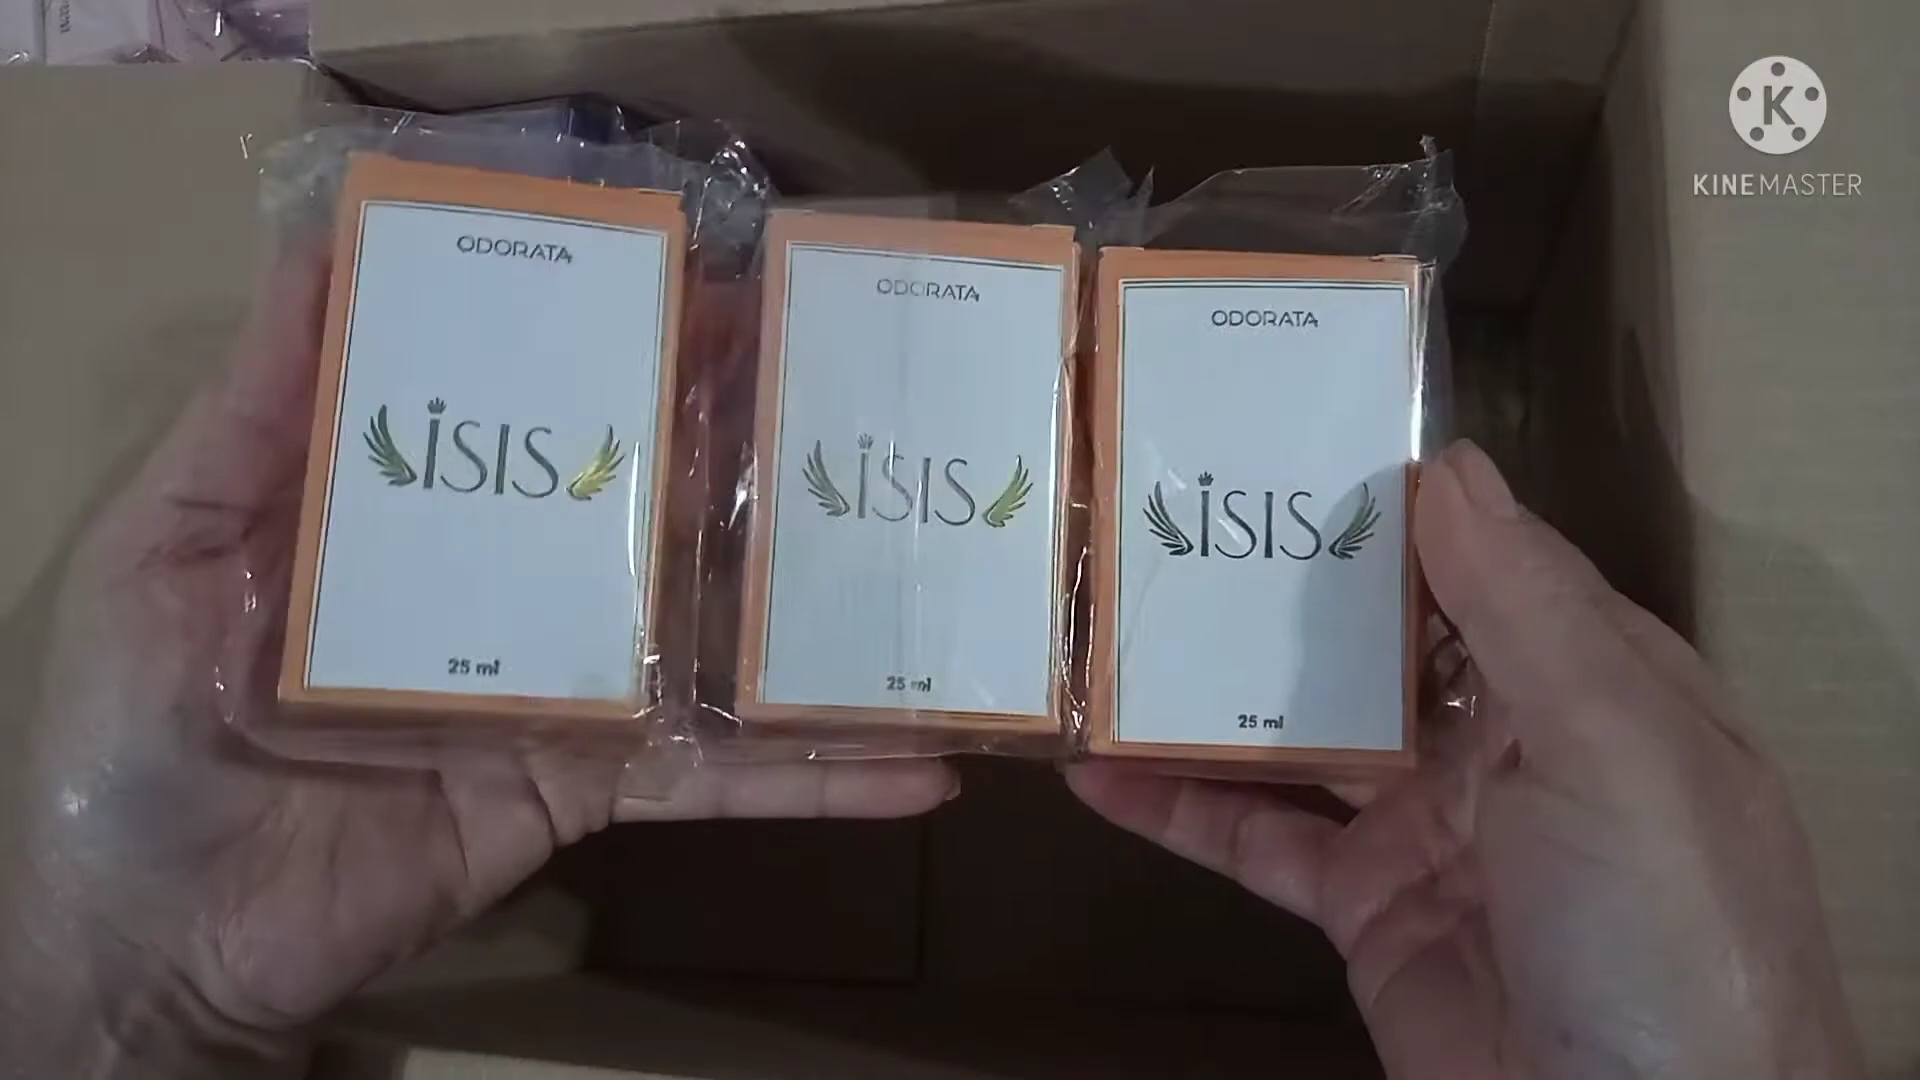 ODORATA
iSIS
25 ml
ODORATA
iSIS
25 ml
ODORATA
iSIS
25 ml
K
KINEMASTER